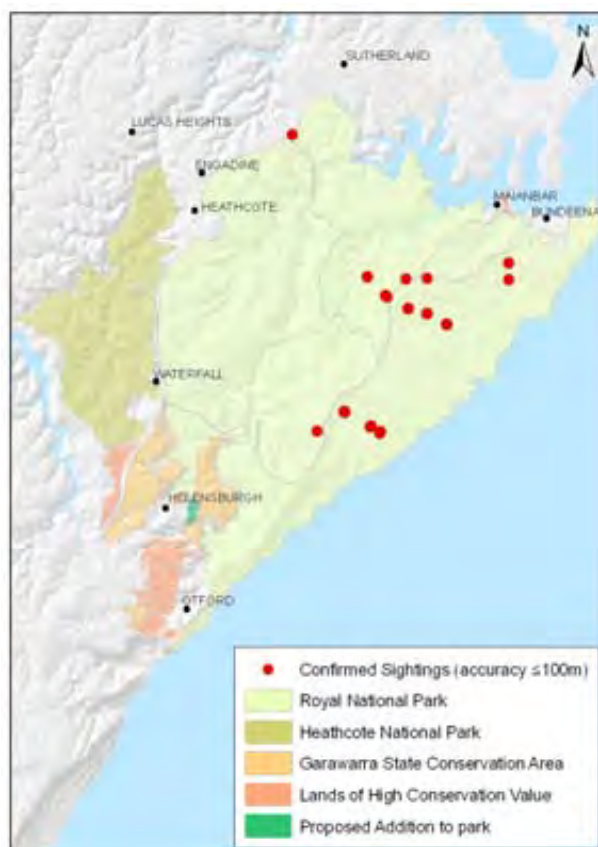 N
SUTHERLAND
LUCAS HEIGHTS
ENGADINE
MAIANBAR
HEATHCOTE
BUNDEENA
WATERFALL
HELENSBURGH
OTFORD
Confirmed Sightings (accuracy ≤100m)
Royal National Park
Heathcote National Park
Garawarra State Conservation Area
Lands of High Conservation Value
Proposed Addition to park